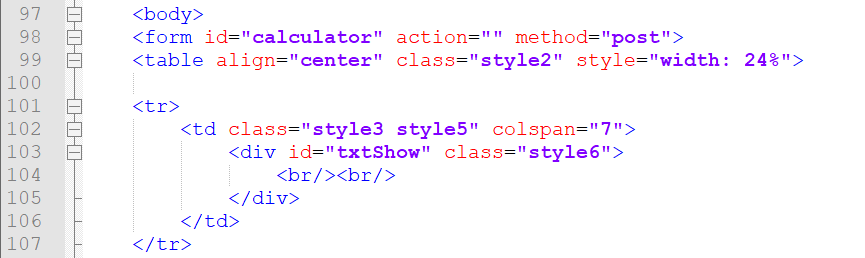 97 <body>
98 <form id="calculator" action="" method="post">
99 <table align="center" class="style2" style="width: 24%">
100
101 <tr>
102 <td class="style3 style5" colspan="7">
103 <div id="txtShow" class="style6">
104 <br/><br/>
105 </div>
106 </td>
107 </tr>